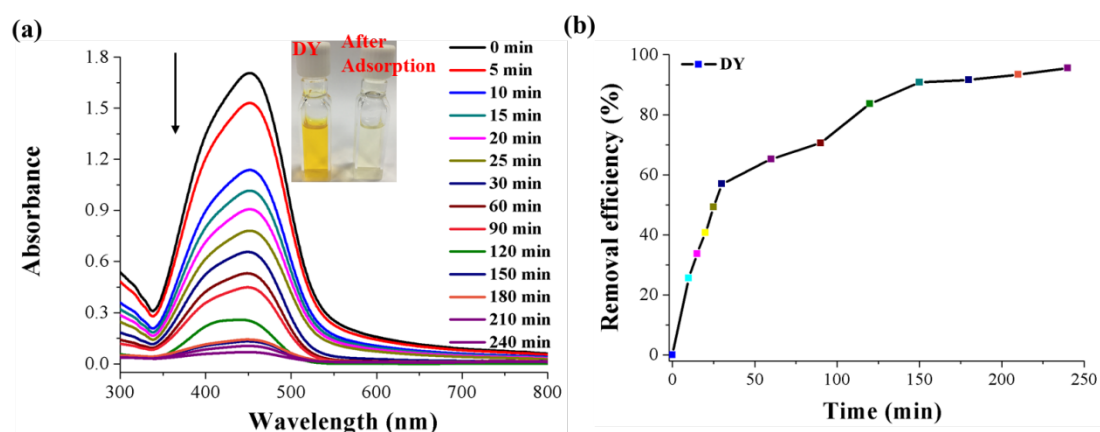 (a)
DY After
Adsorption
0 min
5 min
10 min
15 min
20 min
25 min
30 min
60 min
90 min
120 min
150 min
180 min
210 min
240 min
1.8
1.5
1.2
0.9
0.6
0.3
0.0
Absorbance
300 400 500 600 700 800
Wavelength (nm)
(b)
DY
100
80
60
40
20
0
Removal efficiency (%)
0 50 100 150 200 250
Time (min)